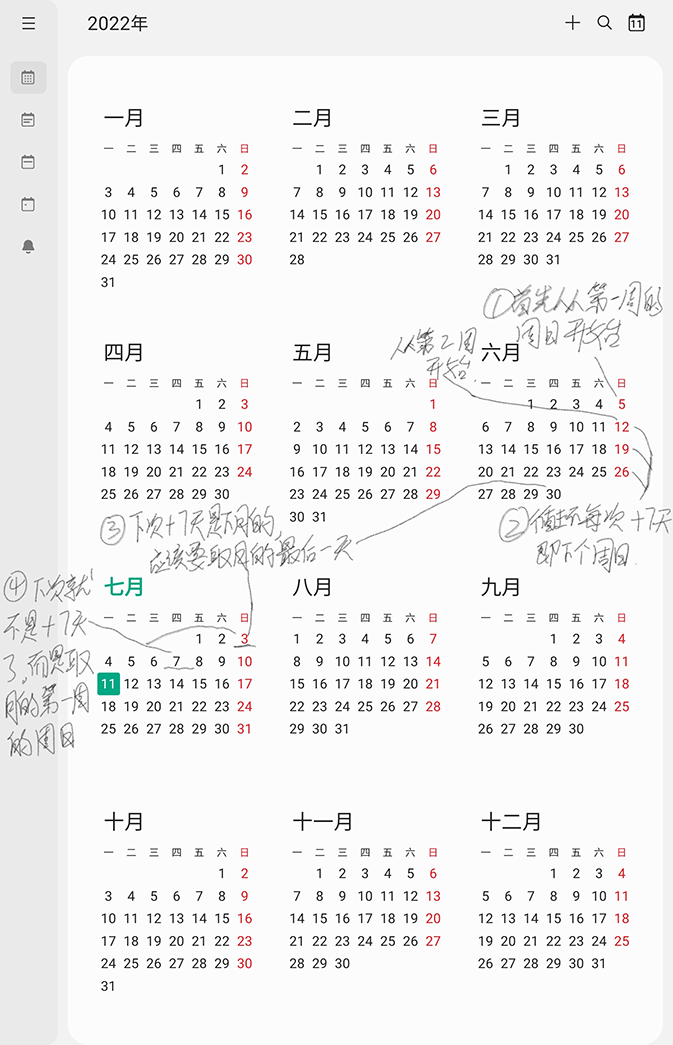 2022年
11
一月
一 二 三 四 五 六 日
1 2
3 4 5 6 7 8 9
10 11 12 13 14 15 16
17 18 19 20 21 22 23
24 25 26 27 28 29 30
31
二月
一 二 三 四 五 六 日
1 2 3 4 5 6
7 8 9 10 11 12 13
14 15 16 17 18 19 20
21 22 23 24 25 26 27
28
三月
一 二 三 四 五 六 日
1 2 3 4 5 6
7 8 9 10 11 12 13
14 15 16 17 18 19 20
21 22 23 24 25 26 27
28 29 30 31
①首先从第一周的
周日开始
从第2周
开始
四月
一 二 三 四 五 六 日
1 2 3
4 5 6 7 8 9 10
11 12 13 14 15 16 17
18 19 20 21 22 23 24
25 26 27 28 29 30
五月
一 二 三 四 五 六 日
1
2 3 4 5 6 7 8
9 10 11 12 13 14 15
16 17 18 19 20 21 22
23 24 25 26 27 28 29
30 31
六月
一 二 三 四 五 六 日
1 2 3 4 5
6 7 8 9 10 11 12
13 14 15 16 17 18 19
20 21 22 23 24 25 26
27 28 29 30
②每次+7天
即下个周日
③下次+7天是下月的,
应该要取月的最后一天
④下次就
不是+7天
了,而是取
月的第一周
的周日
七月
一 二 三 四 五 六 日
1 2 3
4 5 6 7 8 9 10
11 12 13 14 15 16 17
18 19 20 21 22 23 24
25 26 27 28 29 30 31
八月
一 二 三 四 五 六 日
1 2 3 4 5 6 7
8 9 10 11 12 13 14
15 16 17 18 19 20 21
22 23 24 25 26 27 28
29 30 31
九月
一 二 三 四 五 六 日
1 2 3 4
5 6 7 8 9 10 11
12 13 14 15 16 17 18
19 20 21 22 23 24 25
26 27 28 29 30
十月
一 二 三 四 五 六 日
1 2
3 4 5 6 7 8 9
10 11 12 13 14 15 16
17 18 19 20 21 22 23
24 25 26 27 28 29 30
31
十一月
一 二 三 四 五 六 日
1 2 3 4 5 6
7 8 9 10 11 12 13
14 15 16 17 18 19 20
21 22 23 24 25 26 27
28 29 30
十二月
一 二 三 四 五 六 日
1 2 3 4
5 6 7 8 9 10 11
12 13 14 15 16 17 18
19 20 21 22 23 24 25
26 27 28 29 30 31